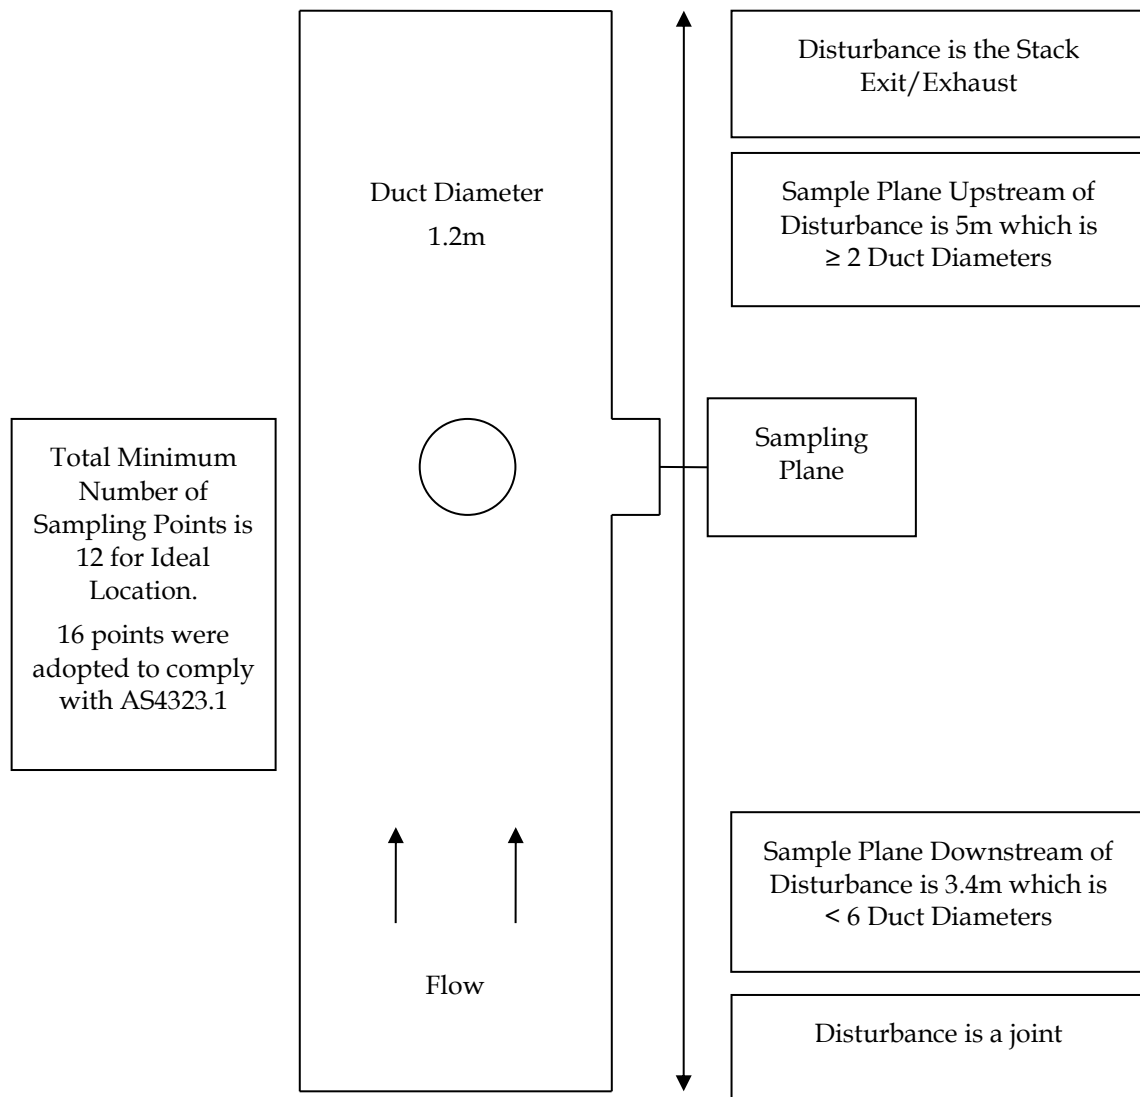 Disturbance is the Stack
Exit/Exhaust
Duct Diameter
1.2m
Sample Plane Upstream of
Disturbance is 5m which is
≥ 2 Duct Diameters
Total Minimum
Number of
Sampling Points is
12 for Ideal
Location.
16 points were
adopted to comply
with AS4323.1
Sampling
Plane
Sample Plane Downstream of
Disturbance is 3.4m which is
< 6 Duct Diameters
Flow
Disturbance is a joint